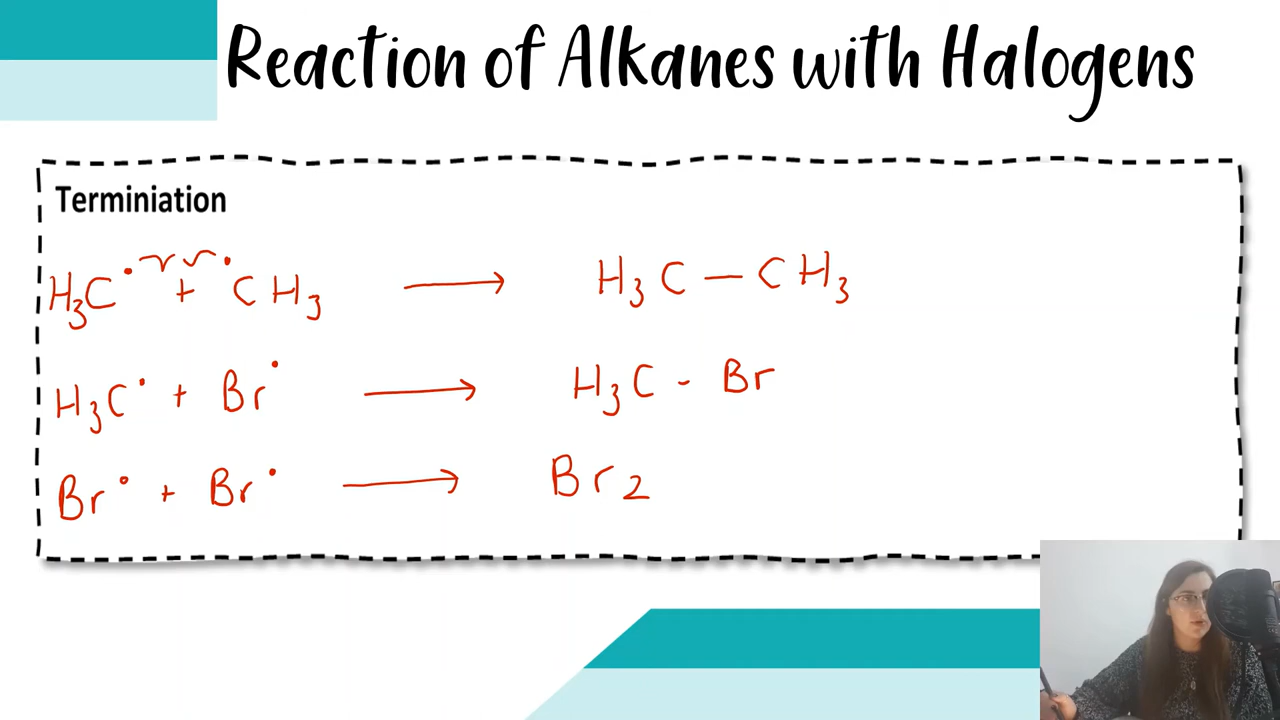 Reaction of Alkanes with Halogens
Terminiation
H₃C• + •CH₃ → H₃C – CH₃
H₃C• + Br• → H₃C - Br
Br• + Br• → Br₂